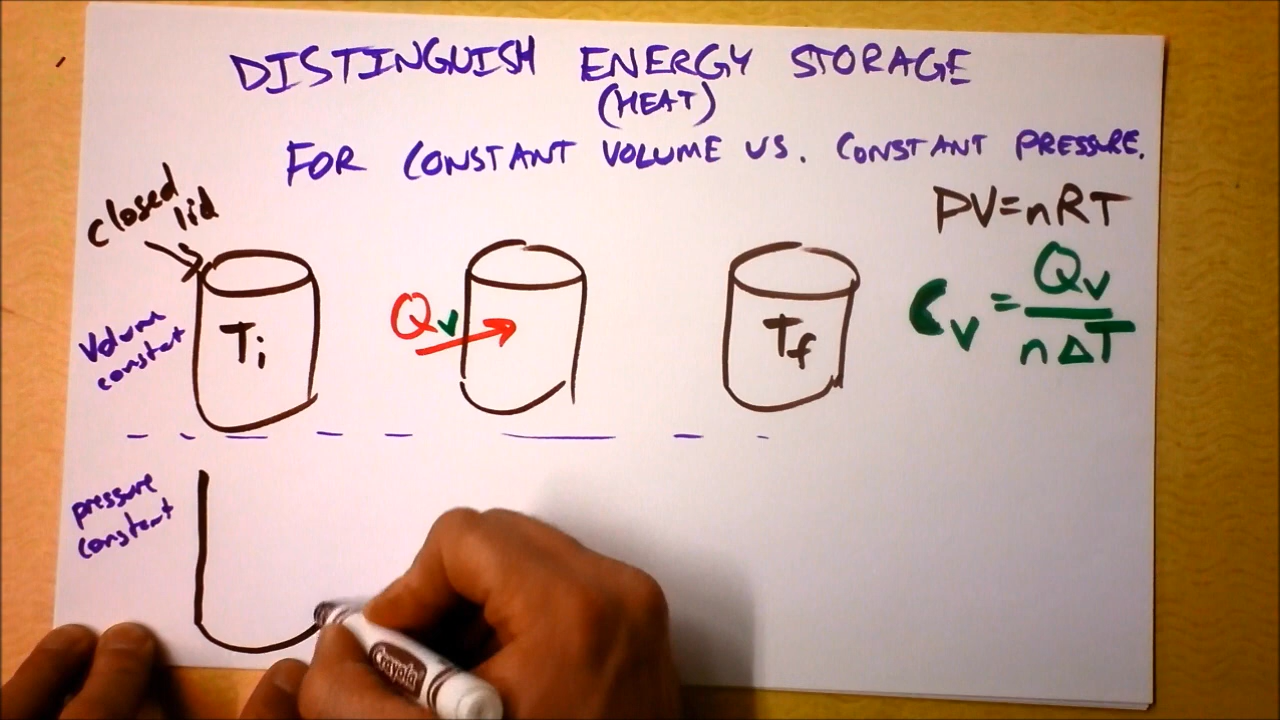 DISTINGUISH ENERGY STORAGE
(HEAT)
FOR CONSTANT VOLUME VS. CONSTANT PRESSURE.
closed
lid
PV=nRT
Volume
constant
Ti
Qv
Tf
Cv = Qv
nΔT
pressure
constant
Crayola